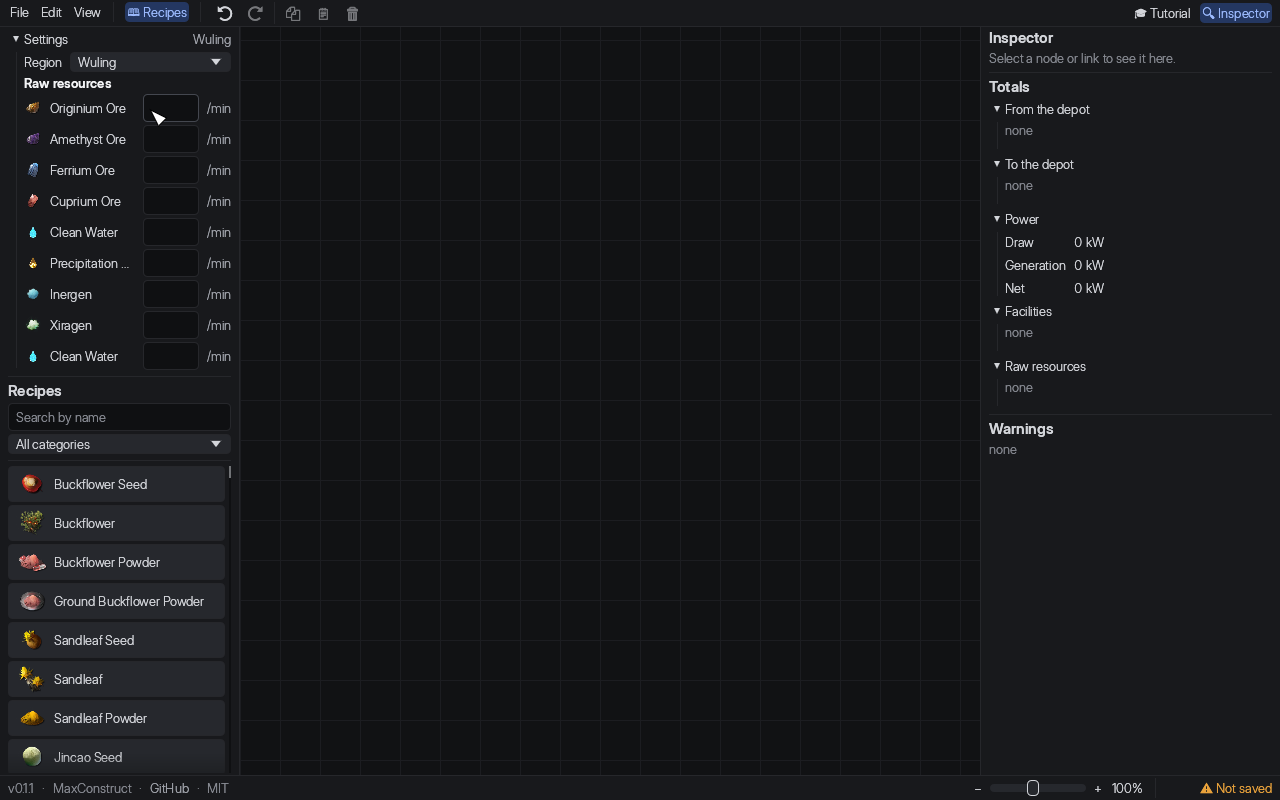 File Edit View Recipes Tutorial Inspector
Settings Wuling
Region Wuling
Raw resources
Originium Ore /min
Amethyst Ore /min
Ferrium Ore /min
Cuprium Ore /min
Clean Water /min
Precipitation ... /min
Inergen /min
Xiragen /min
Clean Water /min
Recipes
Search by name
All categories
Buckflower Seed
Buckflower
Buckflower Powder
Ground Buckflower Powder
Sandleaf Seed
Sandleaf
Sandleaf Powder
Jincao Seed
Inspector
Select a node or link to see it here.
Totals
From the depot
none
To the depot
none
Power
Draw 0 kW
Generation 0 kW
Net 0 kW
Facilities
none
Raw resources
none
Warnings
none
v0.1.1 · MaxConstruct · GitHub · MIT − + 100% Not saved